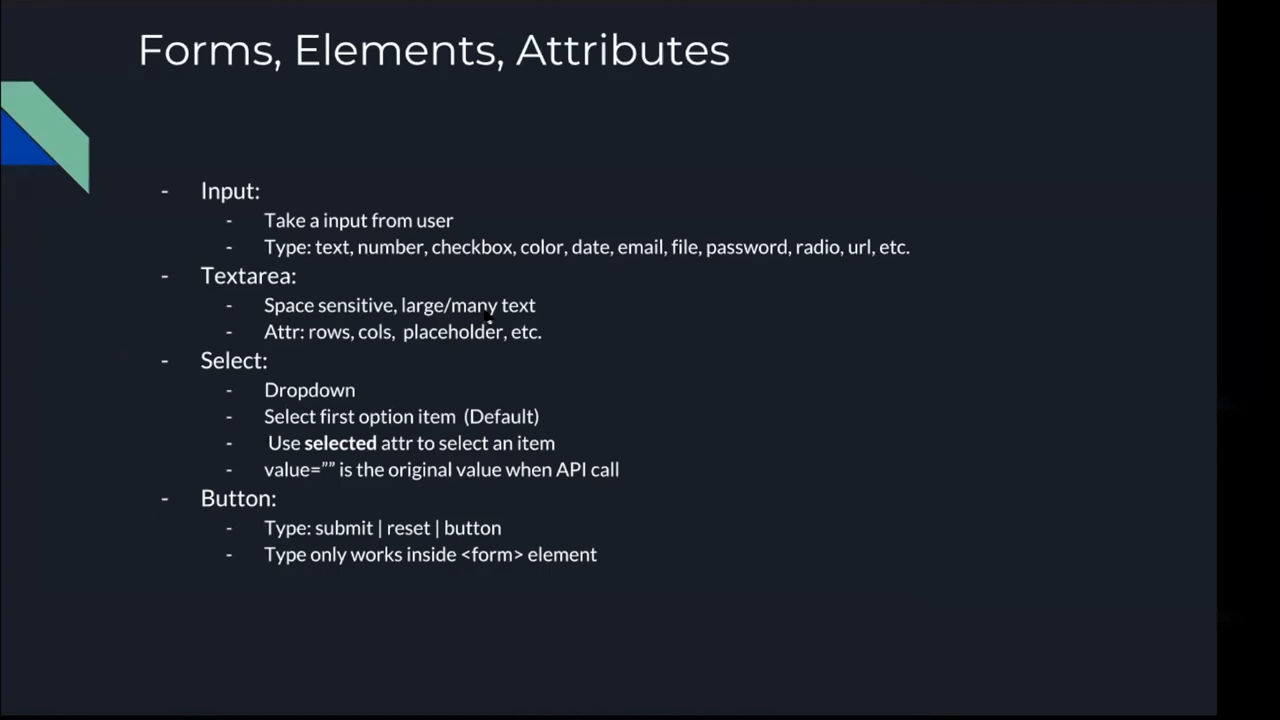 Forms, Elements, Attributes
- Input:
- Take a input from user
- Type: text, number, checkbox, color, date, email, file, password, radio, url, etc.
- Textarea:
- Space sensitive, large/many text
- Attr: rows, cols, placeholder, etc.
- Select:
- Dropdown
- Select first option item (Default)
- Use selected attr to select an item
- value=”” is the original value when API call
- Button:
- Type: submit | reset | button
- Type only works inside <form> element